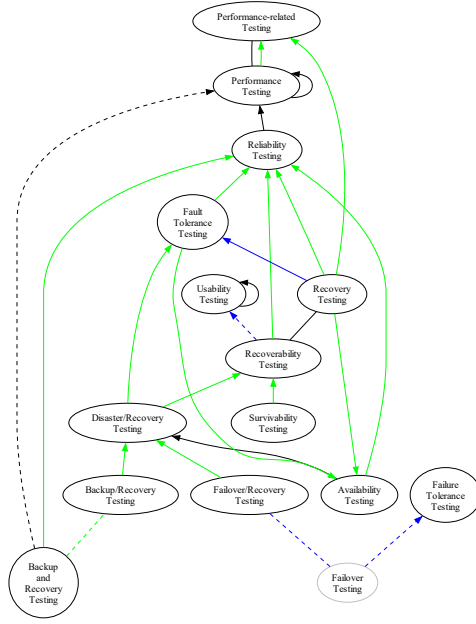 Performance-related
Testing
Performance
Testing
Reliability
Testing
Fault
Tolerance
Testing
Usability
Testing
Recovery
Testing
Recoverability
Testing
Disaster/Recovery
Testing
Survivability
Testing
Backup/Recovery
Testing
Failover/Recovery
Testing
Availability
Testing
Failure
Tolerance
Testing
Backup
and
Recovery
Testing
Failover
Testing